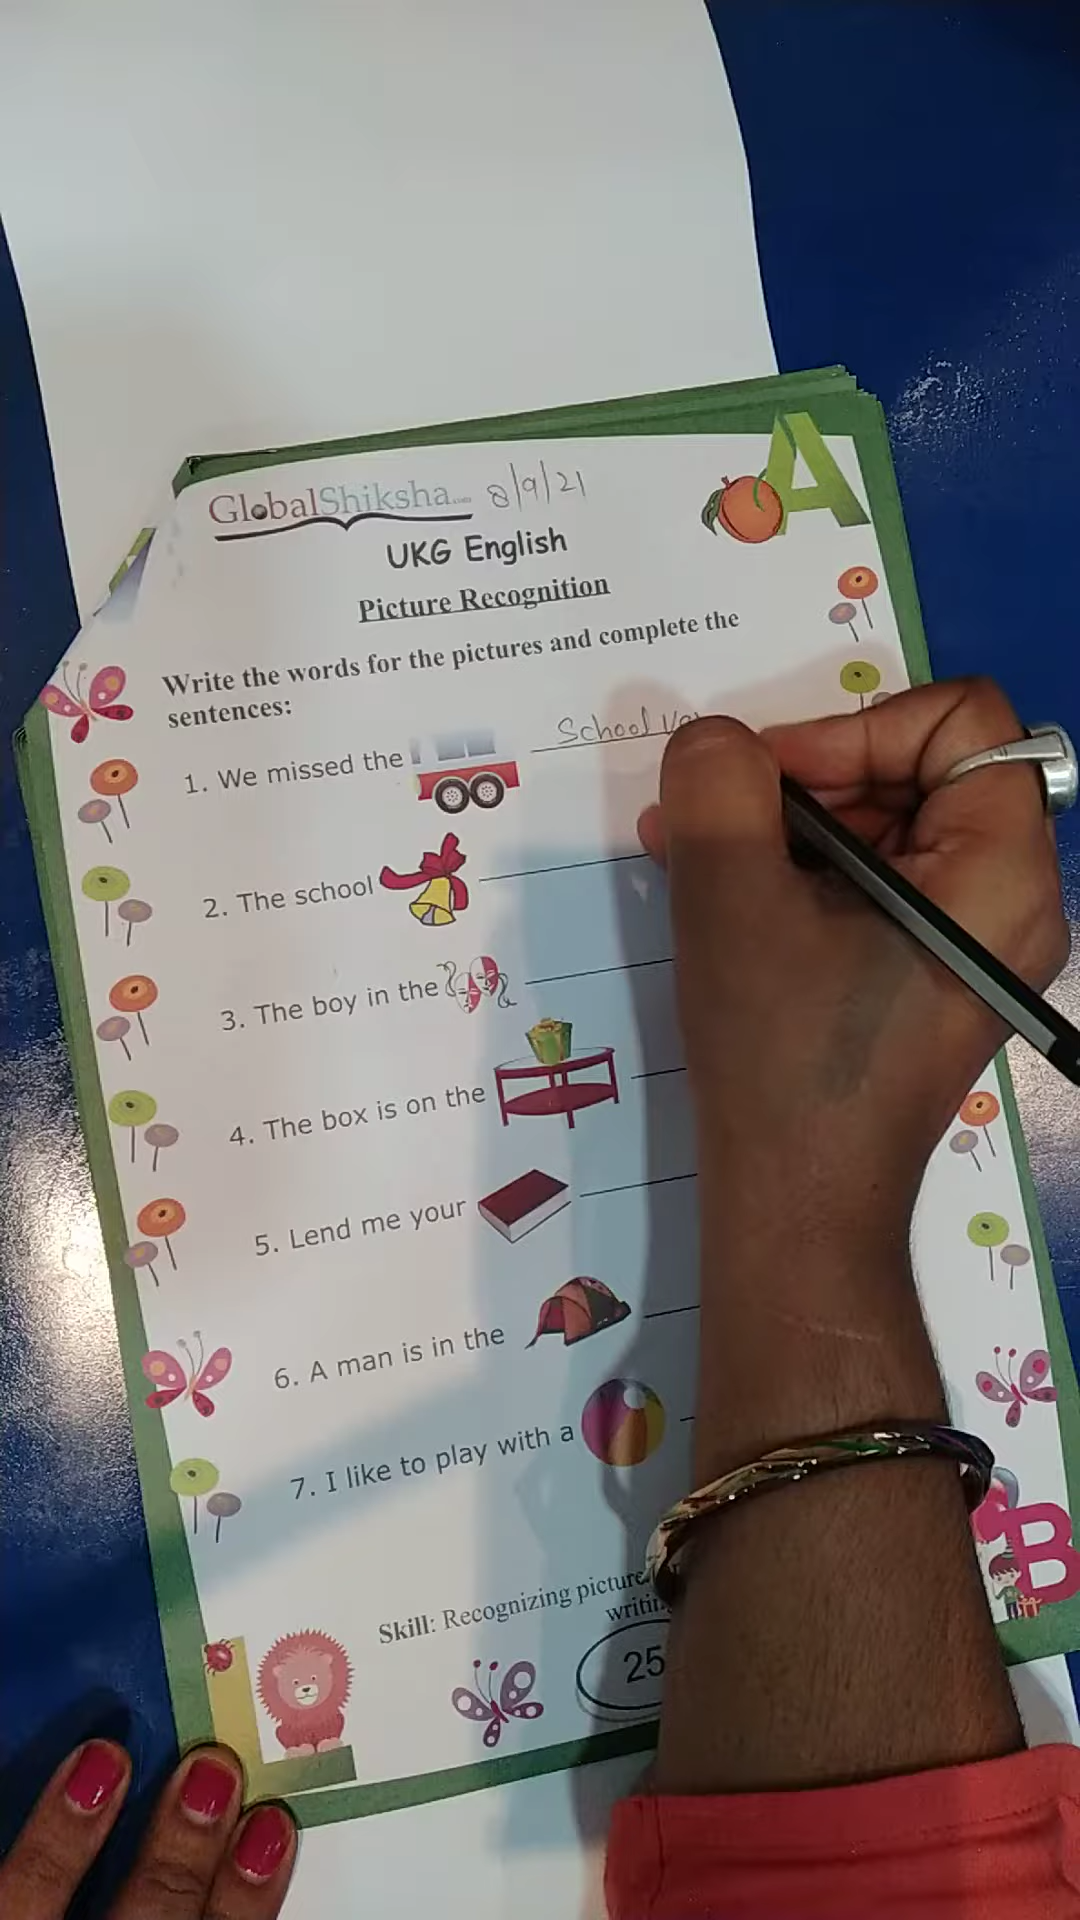 GlobalShiksha.com 8/9/21
UKG English
Picture Recognition
Write the words for the pictures and complete the
sentences:
1. We missed the School
2. The school
3. The boy in the
4. The box is on the
5. Lend me your
6. A man is in the
7. I like to play with a
Skill: Recognizing picture
25
A
B
L